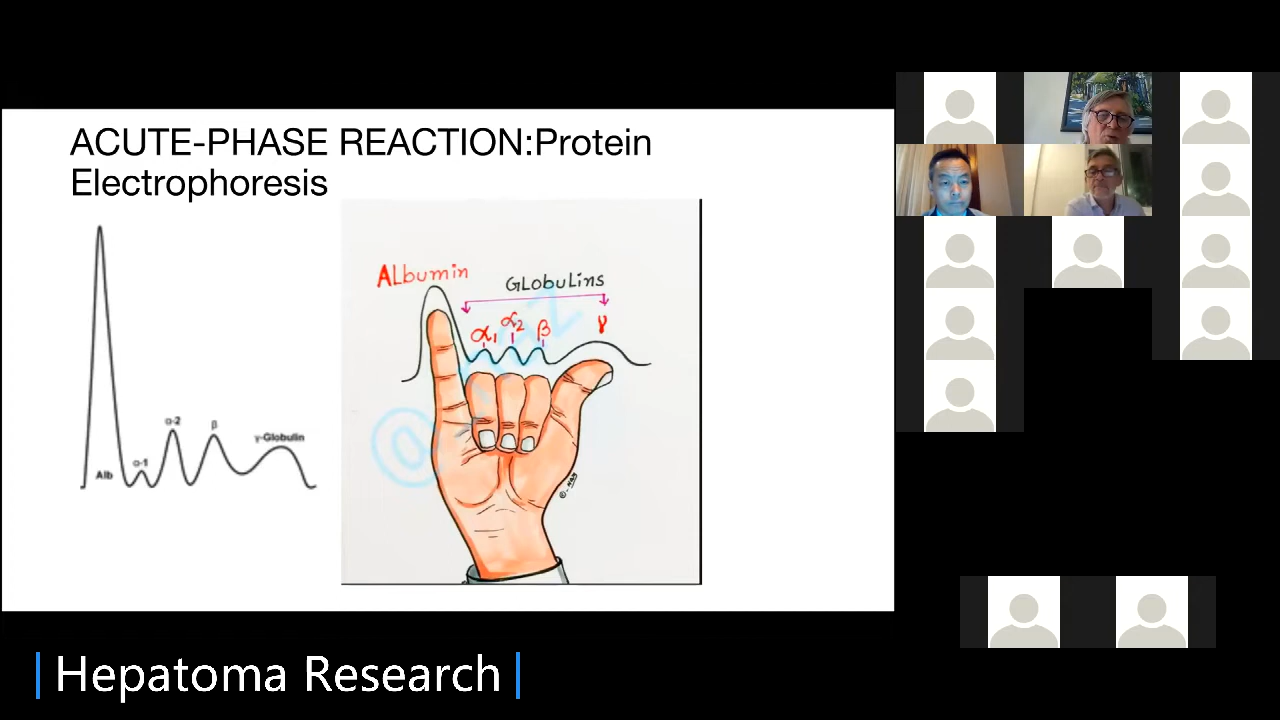 ACUTE-PHASE REACTION:Protein
Electrophoresis
Alb
α-1
α-2
β
γ-Globulin
ALbumin
GLobuLins
α1
α2
β
γ
| Hepatoma Research |